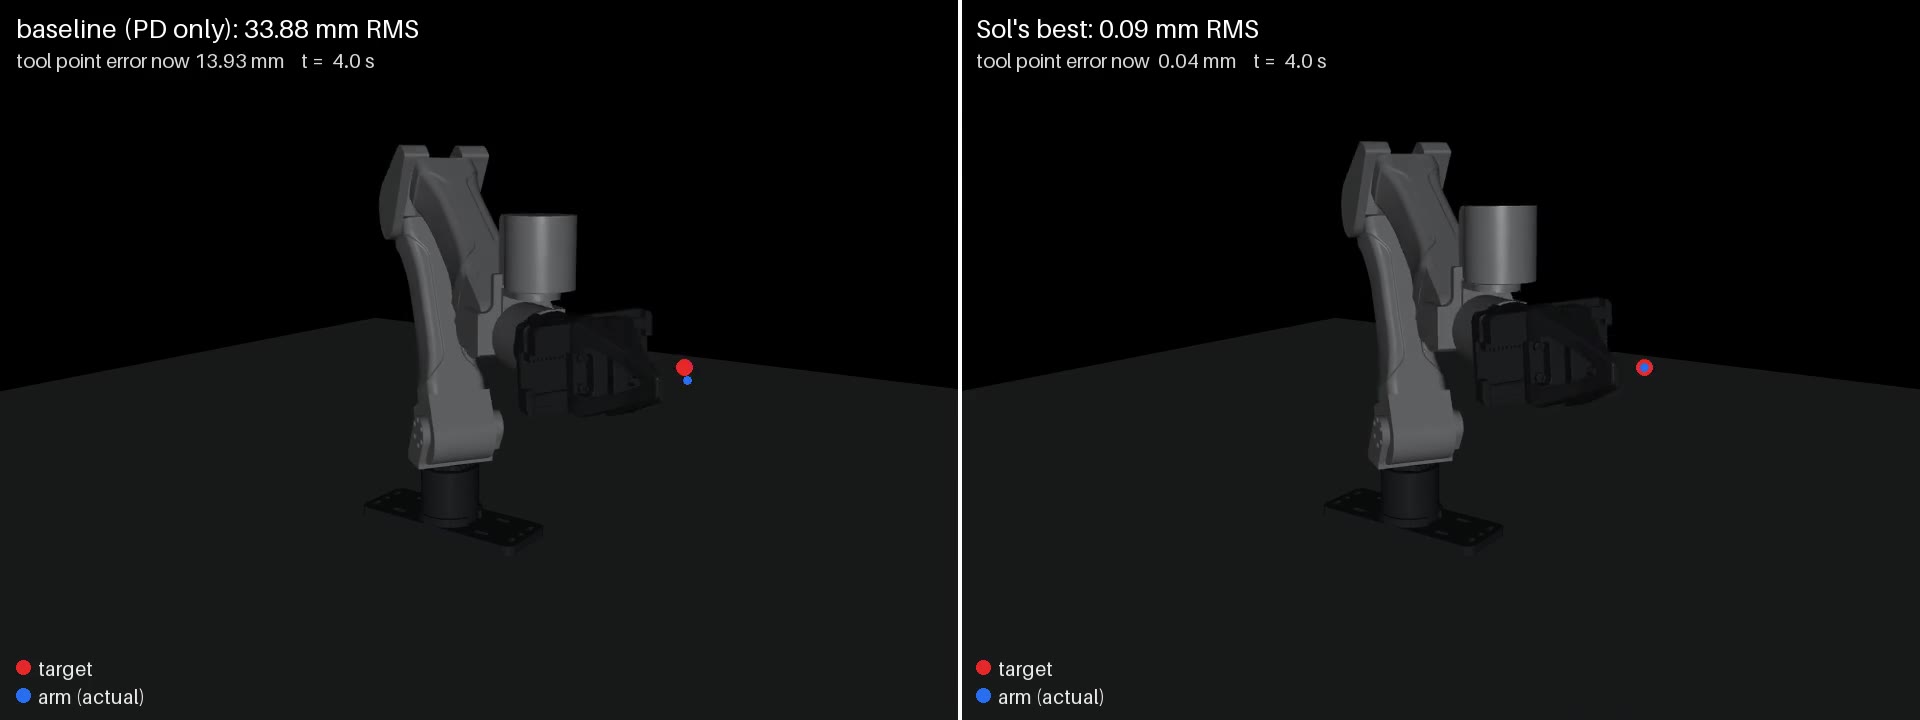 baseline (PD only): 33.88 mm RMS
tool point error now 13.93 mm t = 4.0 s
target
arm (actual)
Sol's best: 0.09 mm RMS
tool point error now 0.04 mm t = 4.0 s
target
arm (actual)